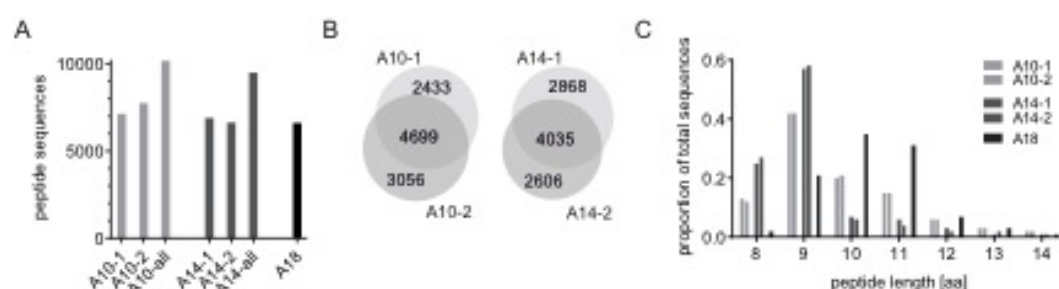 A
peptide sequences
10000
5000
0
A10-1
A10-2
A10-all
A14-1
A14-2
A14-all
A18
B
A10-1
2433
4699
3056
A10-2
A14-1
2868
4035
2606
A14-2
C
proportion of total sequences
0.6
0.4
0.2
0.0
8 9 10 11 12 13 14
peptide length [aa]
A10-1
A10-2
A14-1
A14-2
A18